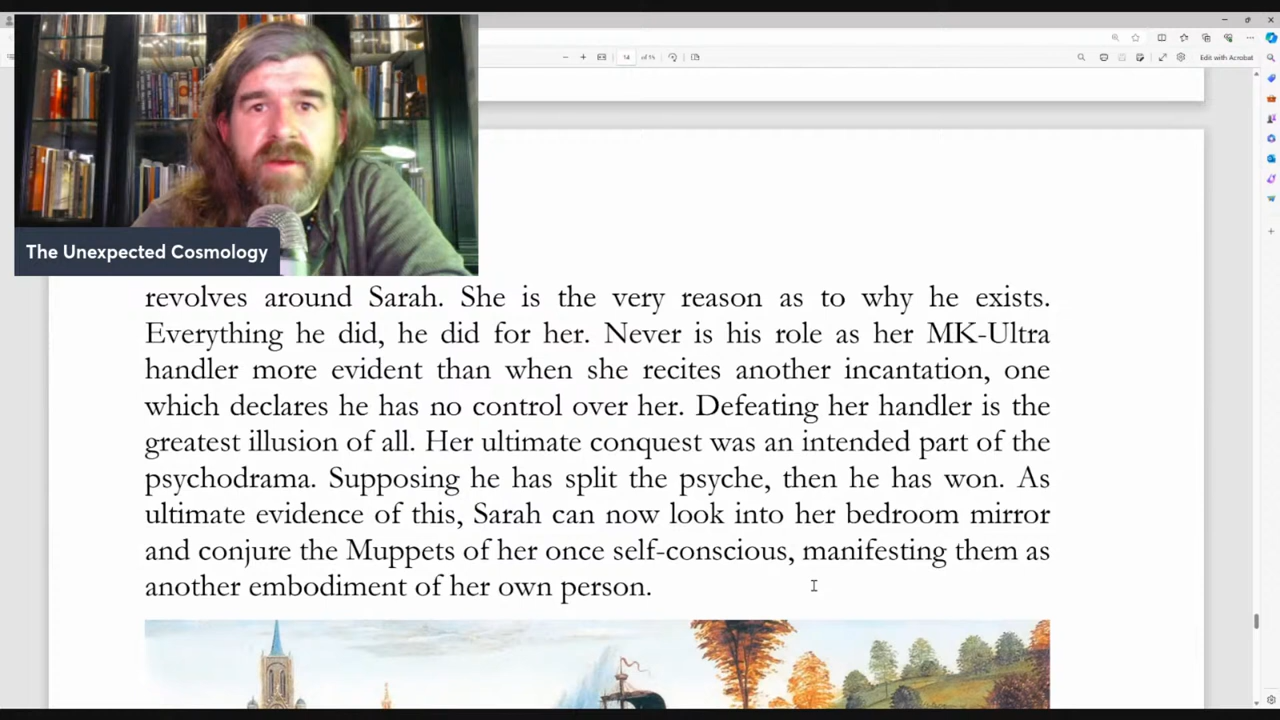 14 of 15
Edit with Acrobat
The Unexpected Cosmology
revolves around Sarah. She is the very reason as to why he exists.
Everything he did, he did for her. Never is his role as her MK-Ultra
handler more evident than when she recites another incantation, one
which declares he has no control over her. Defeating her handler is the
greatest illusion of all. Her ultimate conquest was an intended part of the
psychodrama. Supposing he has split the psyche, then he has won. As
ultimate evidence of this, Sarah can now look into her bedroom mirror
and conjure the Muppets of her once self-conscious, manifesting them as
another embodiment of her own person.